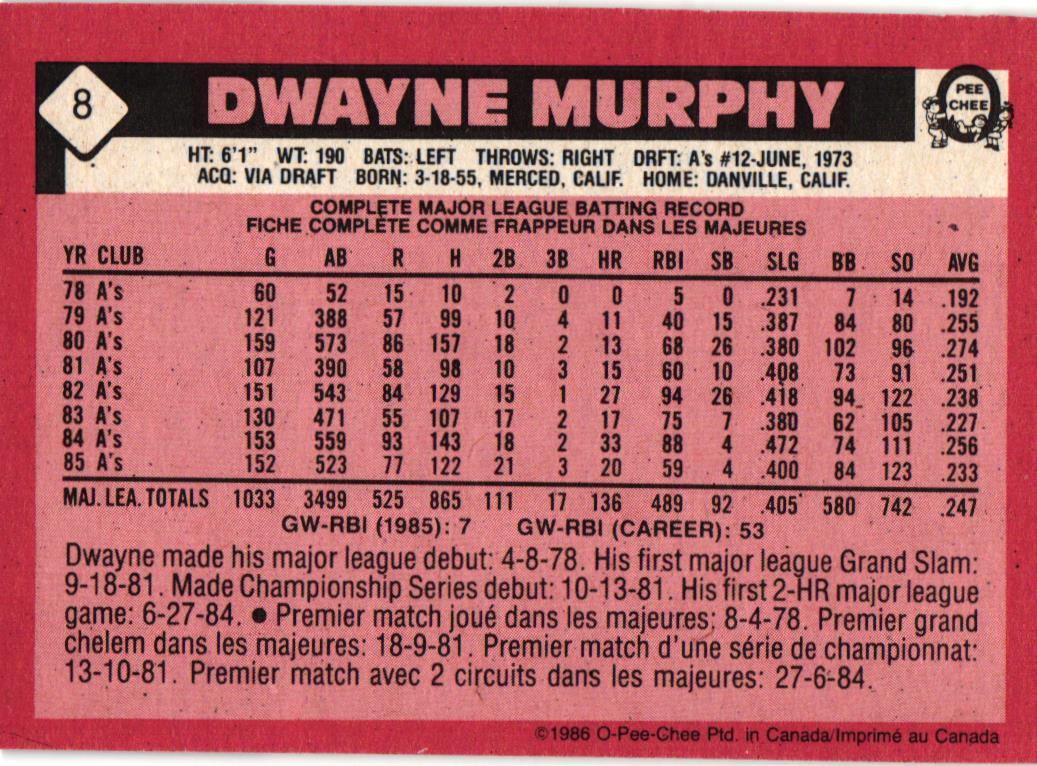 8
DWAYNE MURPHY
PEE
CHEE
HT: 6'1" WT: 190 BATS: LEFT THROWS: RIGHT DRFT: A's #12-JUNE, 1973
ACQ: VIA DRAFT BORN: 3-18-55, MERCED, CALIF. HOME: DANVILLE, CALIF.
COMPLETE MAJOR LEAGUE BATTING RECORD
FICHE COMPLÈTE COMME FRAPPEUR DANS LES MAJEURES
YR CLUB G AB R H 2B 3B HR RBI SB SLG BB SO AVG
78 A's 60 52 15 10 2 0 0 5 0 .231 7 14 .192
79 A's 121 388 57 99 10 4 11 40 15 .387 84 80 .255
80 A's 159 573 86 157 18 2 13 68 26 .380 102 96 .274
81 A's 107 390 58 98 10 3 15 60 10 .408 73 91 .251
82 A's 151 543 84 129 15 1 27 94 26 .418 94 122 .238
83 A's 130 471 55 107 17 2 17 75 7 .380 62 105 .227
84 A's 153 559 93 143 18 2 33 88 4 .472 74 111 .256
85 A's 152 523 77 122 21 3 20 59 4 .400 84 123 .233
MAJ. LEA. TOTALS 1033 3499 525 865 111 17 136 489 92 .405 580 742 .247
GW-RBI (1985): 7 GW-RBI (CAREER): 53
Dwayne made his major league debut: 4-8-78. His first major league Grand Slam:
9-18-81. Made Championship Series debut: 10-13-81. His first 2-HR major league
game: 6-27-84. ● Premier match joué dans les majeures: 8-4-78. Premier grand
chelem dans les majeures: 18-9-81. Premier match d'une série de championnat:
13-10-81. Premier match avec 2 circuits dans les majeures: 27-6-84.
©1986 O-Pee-Chee Ptd. in Canada/Imprimé au Canada